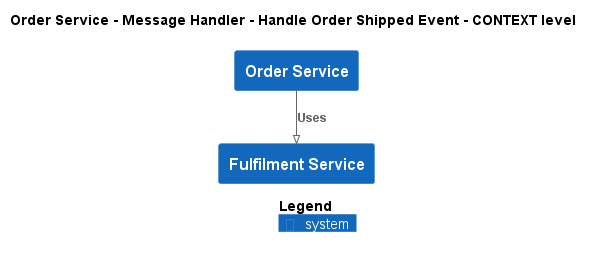 Order Service - Message Handler - Handle Order Shipped Event - CONTEXT level
Order Service
Uses
Fulfilment Service
Legend
system